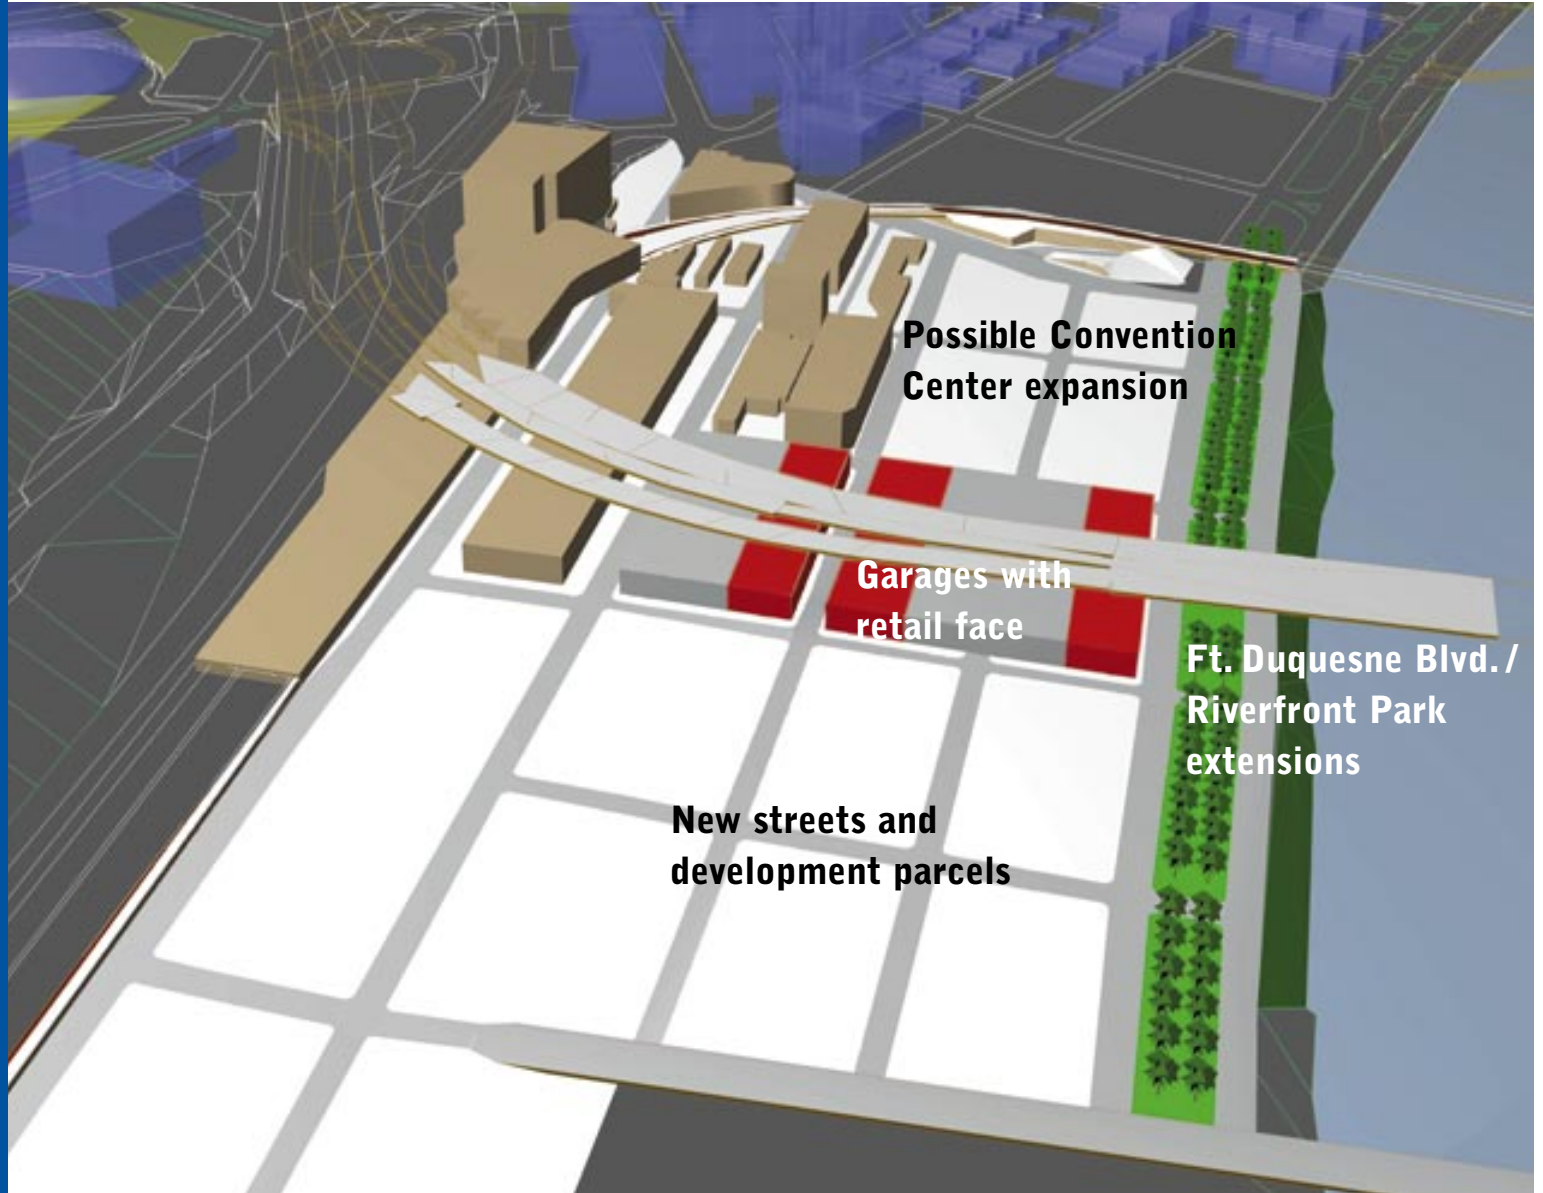 Possible Convention
Center expansion
Garages with
retail face
Ft. Duquesne Blvd./
Riverfront Park
extensions
New streets and
development parcels